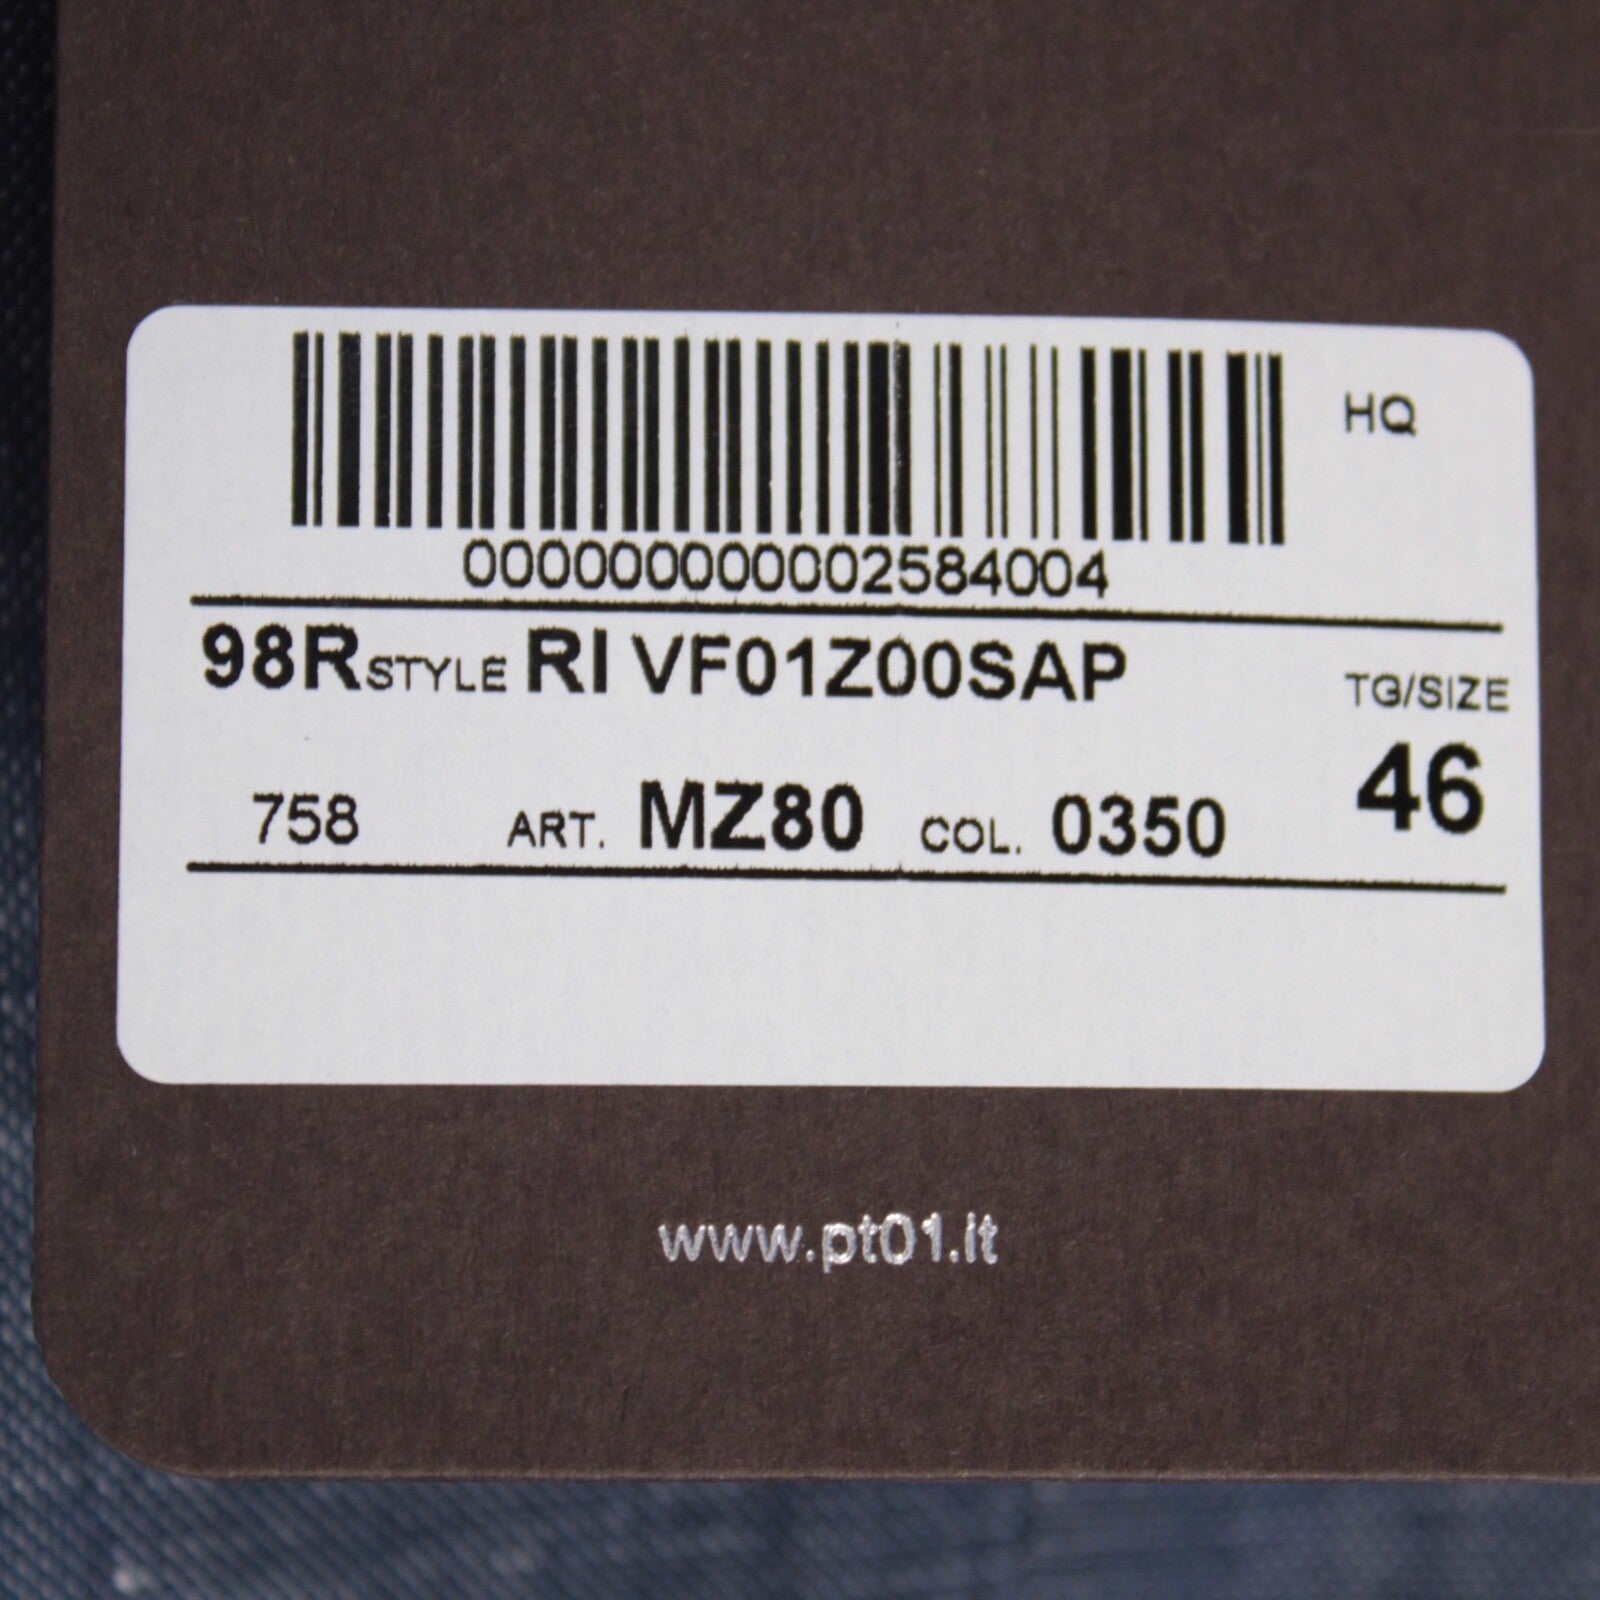 HQ
000000000002584004
98R STYLE RI VF01Z00SAP
TG/SIZE
46
758 ART. MZ80 COL. 0350
www.pt01.it